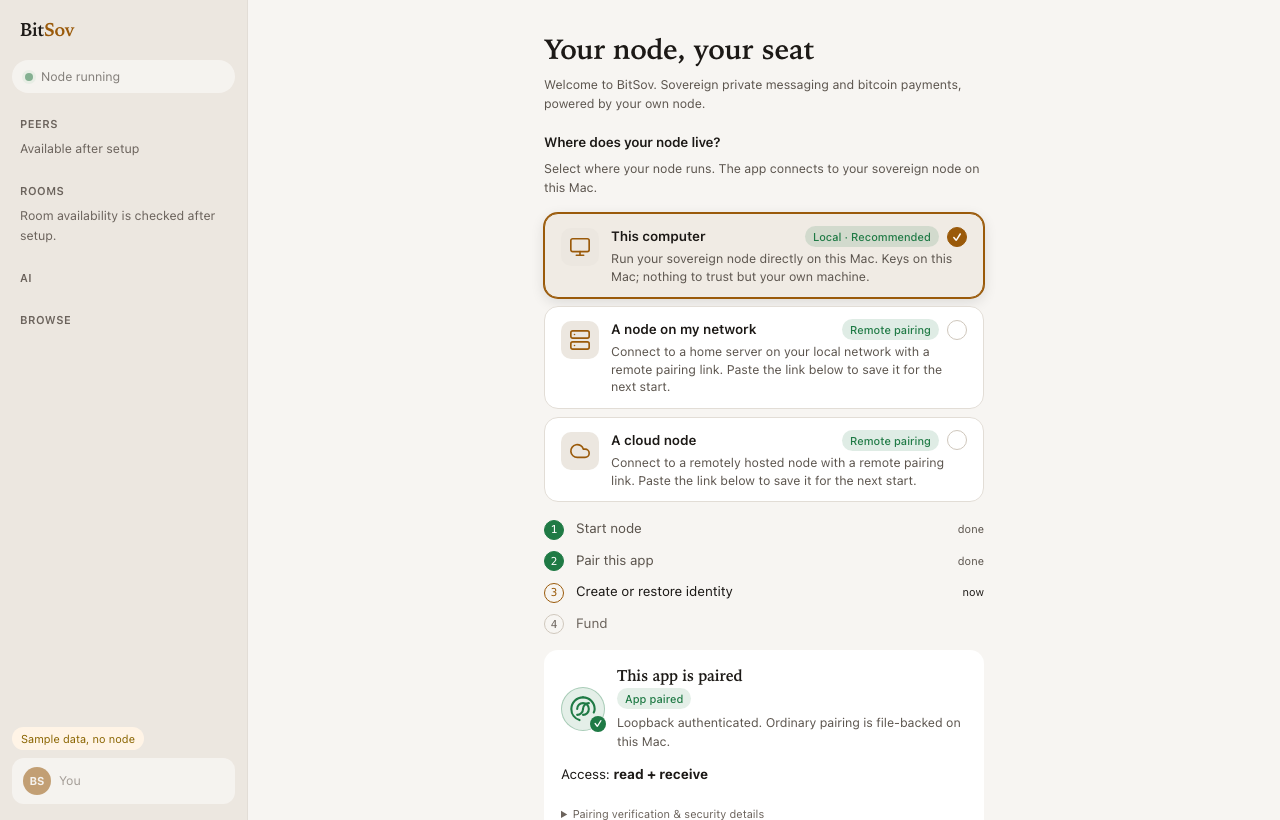 BitSov
Node running
PEERS
Available after setup
ROOMS
Room availability is checked after
setup.
AI
BROWSE
Sample data, no node
BS
You
Your node, your seat
Welcome to BitSov. Sovereign private messaging and bitcoin payments,
powered by your own node.
Where does your node live?
Select where your node runs. The app connects to your sovereign node on
this Mac.
This computer
Local · Recommended
Run your sovereign node directly on this Mac. Keys on this
Mac; nothing to trust but your own machine.
A node on my network
Remote pairing
Connect to a home server on your local network with a
remote pairing link. Paste the link below to save it for the
next start.
A cloud node
Remote pairing
Connect to a remotely hosted node with a remote pairing
link. Paste the link below to save it for the next start.
1 Start node done
2 Pair this app done
3 Create or restore identity now
4 Fund
This app is paired
App paired
Loopback authenticated. Ordinary pairing is file-backed on
this Mac.
Access: read + receive
Pairing verification & security details